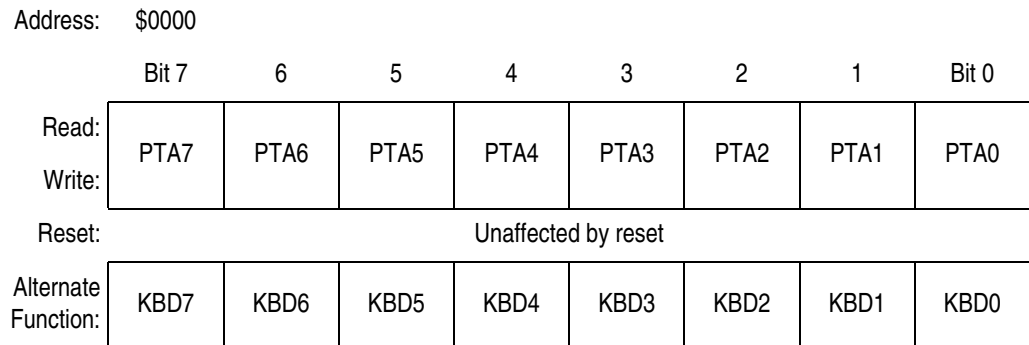 Address: $0000
Bit 7 6 5 4 3 2 1 Bit 0
Read:
PTA7 PTA6 PTA5 PTA4 PTA3 PTA2 PTA1 PTA0
Write:
Reset: Unaffected by reset
Alternate
Function: KBD7 KBD6 KBD5 KBD4 KBD3 KBD2 KBD1 KBD0